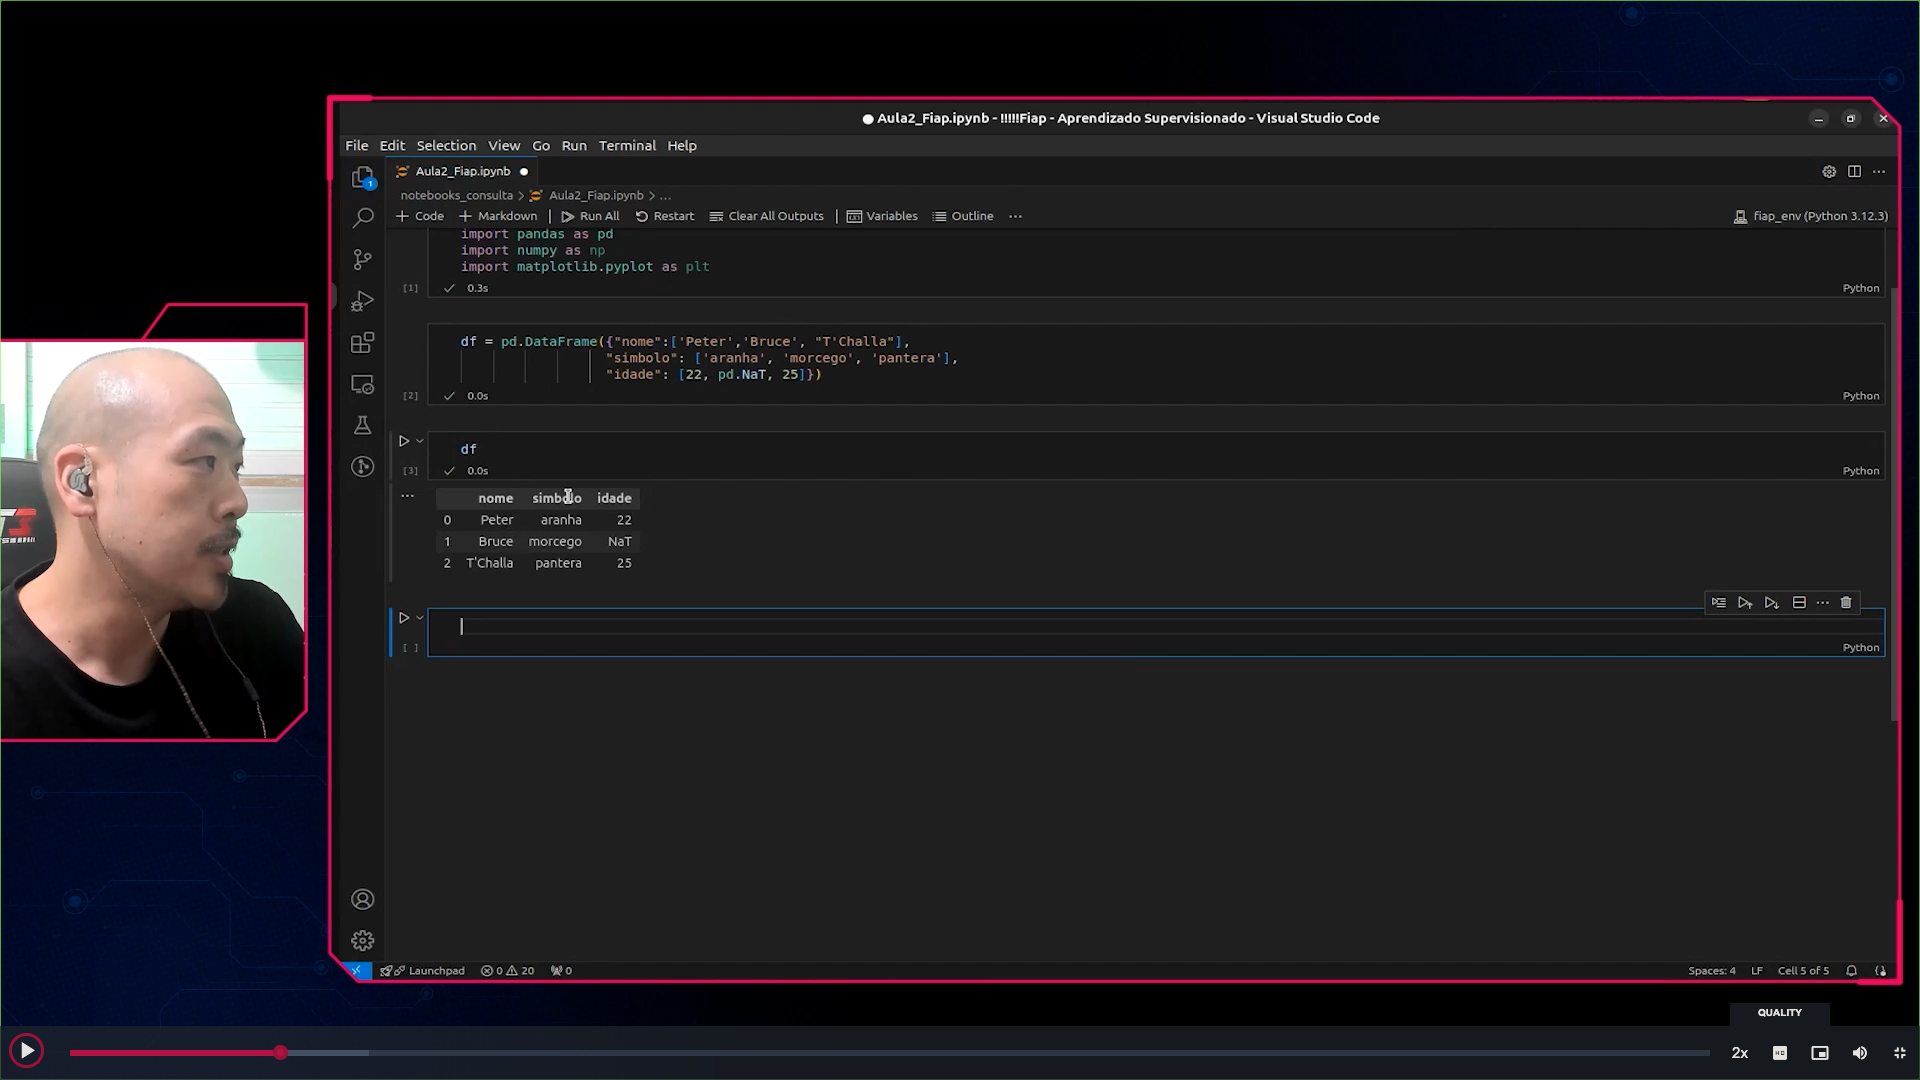 Aula2_Fiap.ipynb - !!!!!Fiap - Aprendizado Supervisionado - Visual Studio Code
File Edit Selection View Go Run Terminal Help
Aula2_Fiap.ipynb
1
notebooks_consulta > Aula2_Fiap.ipynb > ...
Code Markdown Run All Restart Clear All Outputs Variables Outline ... fiap_env (Python 3.12.3)
import pandas as pd
import numpy as np
import matplotlib.pyplot as plt
[1] 0.3s Python
df = pd.DataFrame({"nome":['Peter','Bruce', "T'Challa"],
"simbolo": ['aranha', 'morcego', 'pantera'],
"idade": [22, pd.NaT, 25]})
[2] 0.0s Python
df
[3] 0.0s Python
nome simbolo idade
0 Peter aranha 22
1 Bruce morcego NaT
2 T'Challa pantera 25
[ ] Python
Launchpad 0 20 0 Spaces: 4 LF Cell 5 of 5
QUALITY
2x HD